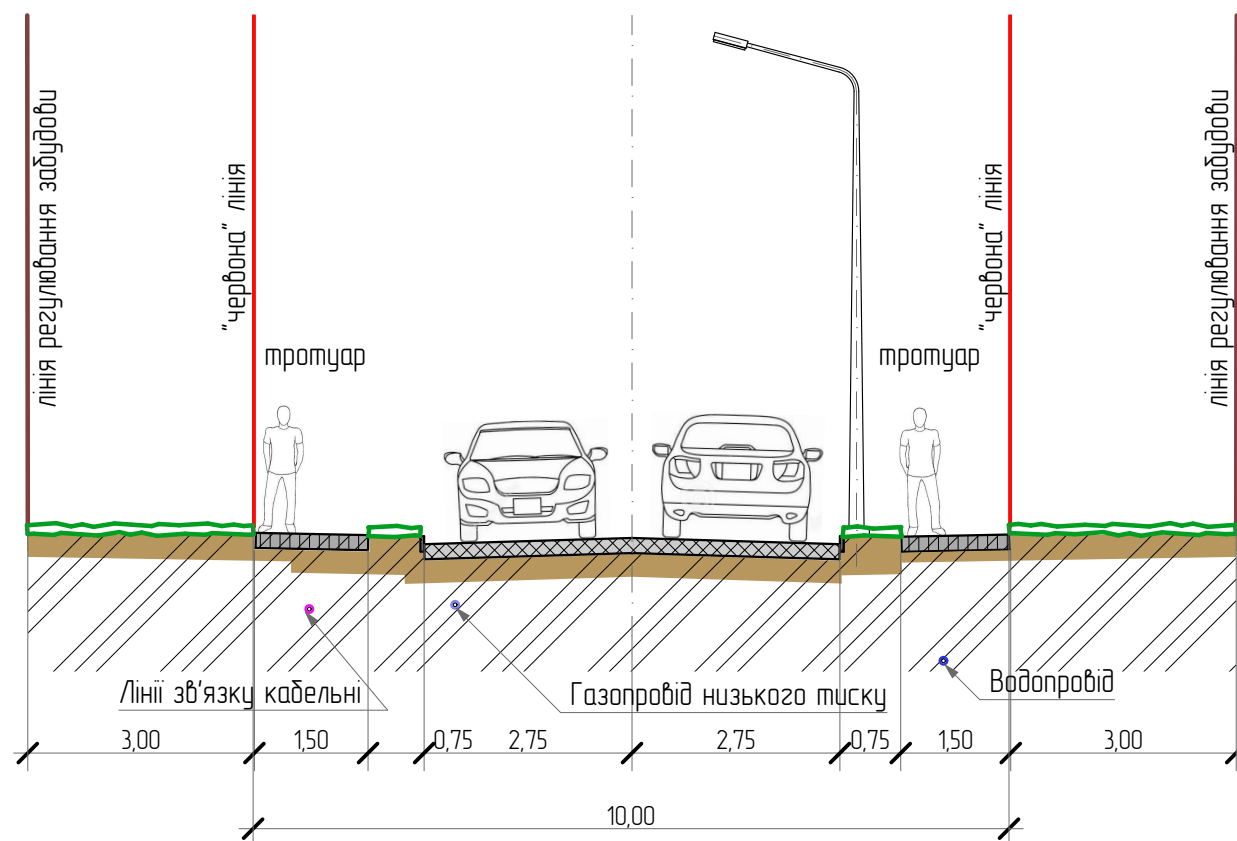 лінія регулювання забудови
"червона" лінія
"червона" лінія
лінія регулювання забудови
тротуар
тротуар
Лінії зв'язку кабельні
Газопровід низького тиску
Водопровід
3,00
1,50
0,75
2,75
2,75
0,75
1,50
3,00
10,00